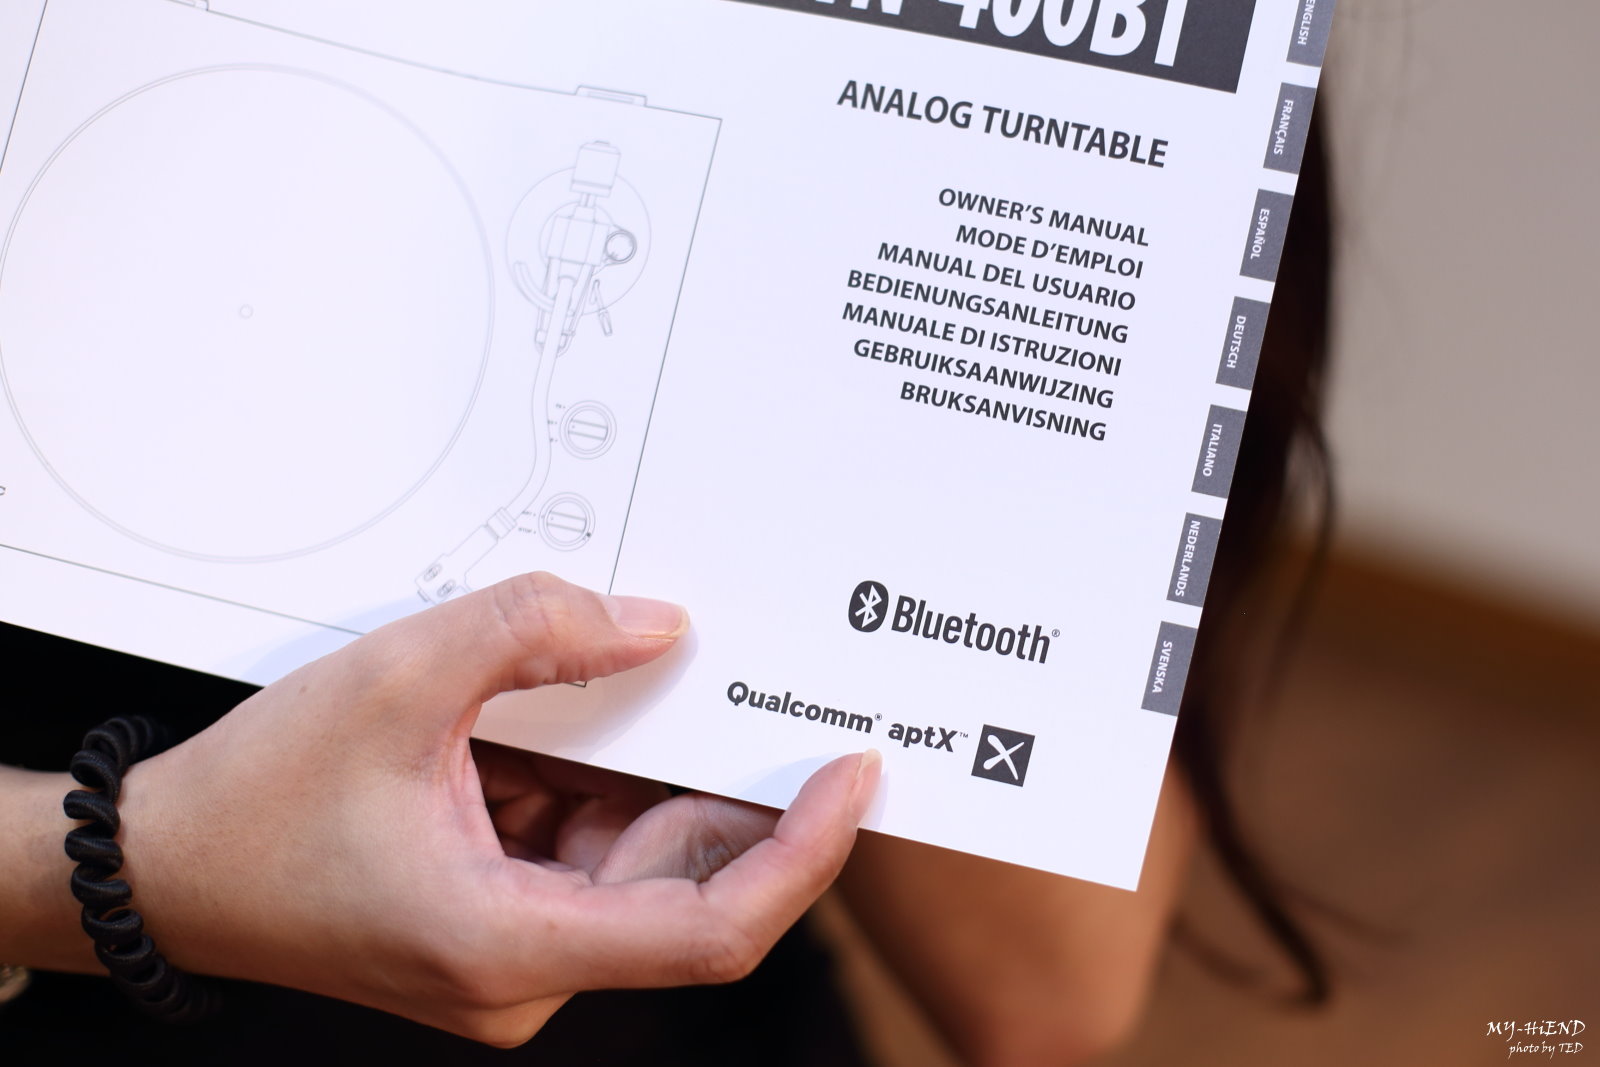 400BT
ANALOG TURNTABLE
OWNER'S MANUAL
MODE D'EMPLOI
MANUAL DEL USUARIO
BEDIENUNGSANLEITUNG
MANUALE DI ISTRUZIONI
GEBRUIKSAANWIJZING
BRUKSANVISNING
Bluetooth®
Qualcomm® aptX™
ENGLISH
FRANÇAIS
ESPAÑOL
DEUTSCH
ITALIANO
NEDERLANDS
SVENSKA
MY-HiEND
photo by TED